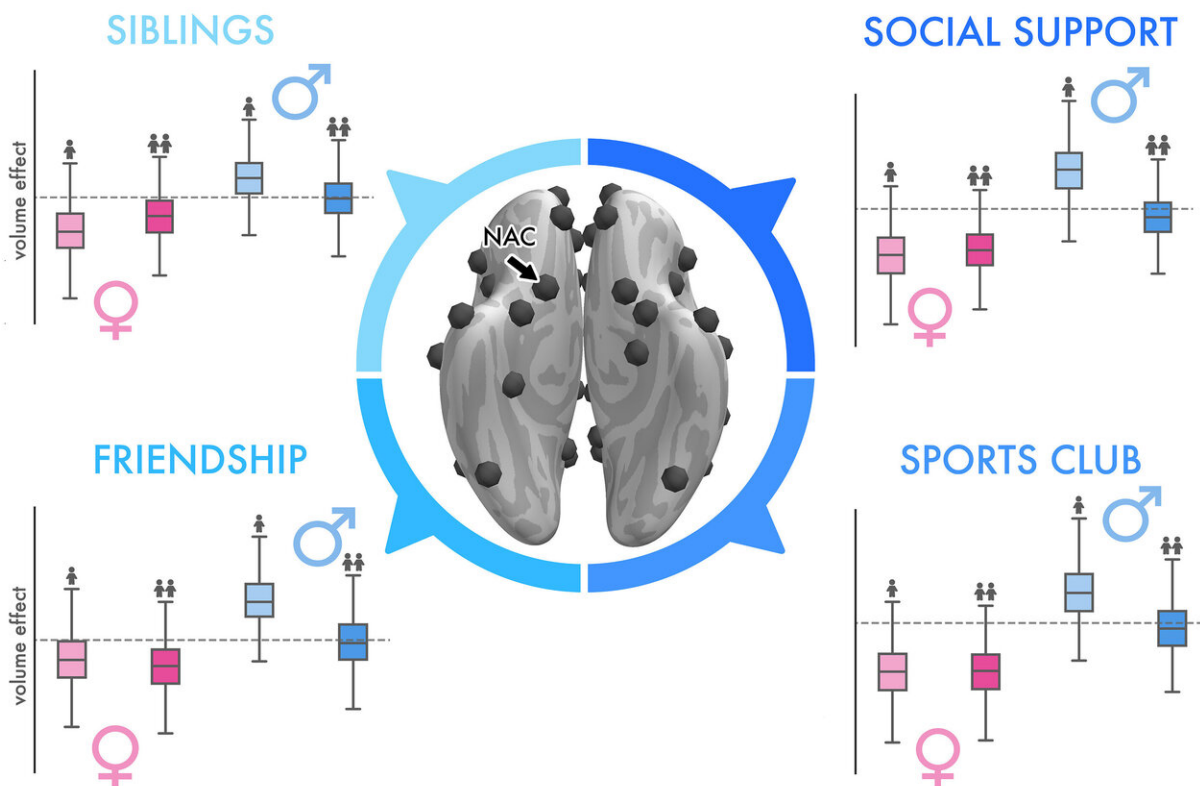 SIBLINGS
SOCIAL SUPPORT
volume effect
NAC
FRIENDSHIP
SPORTS CLUB
volume effect